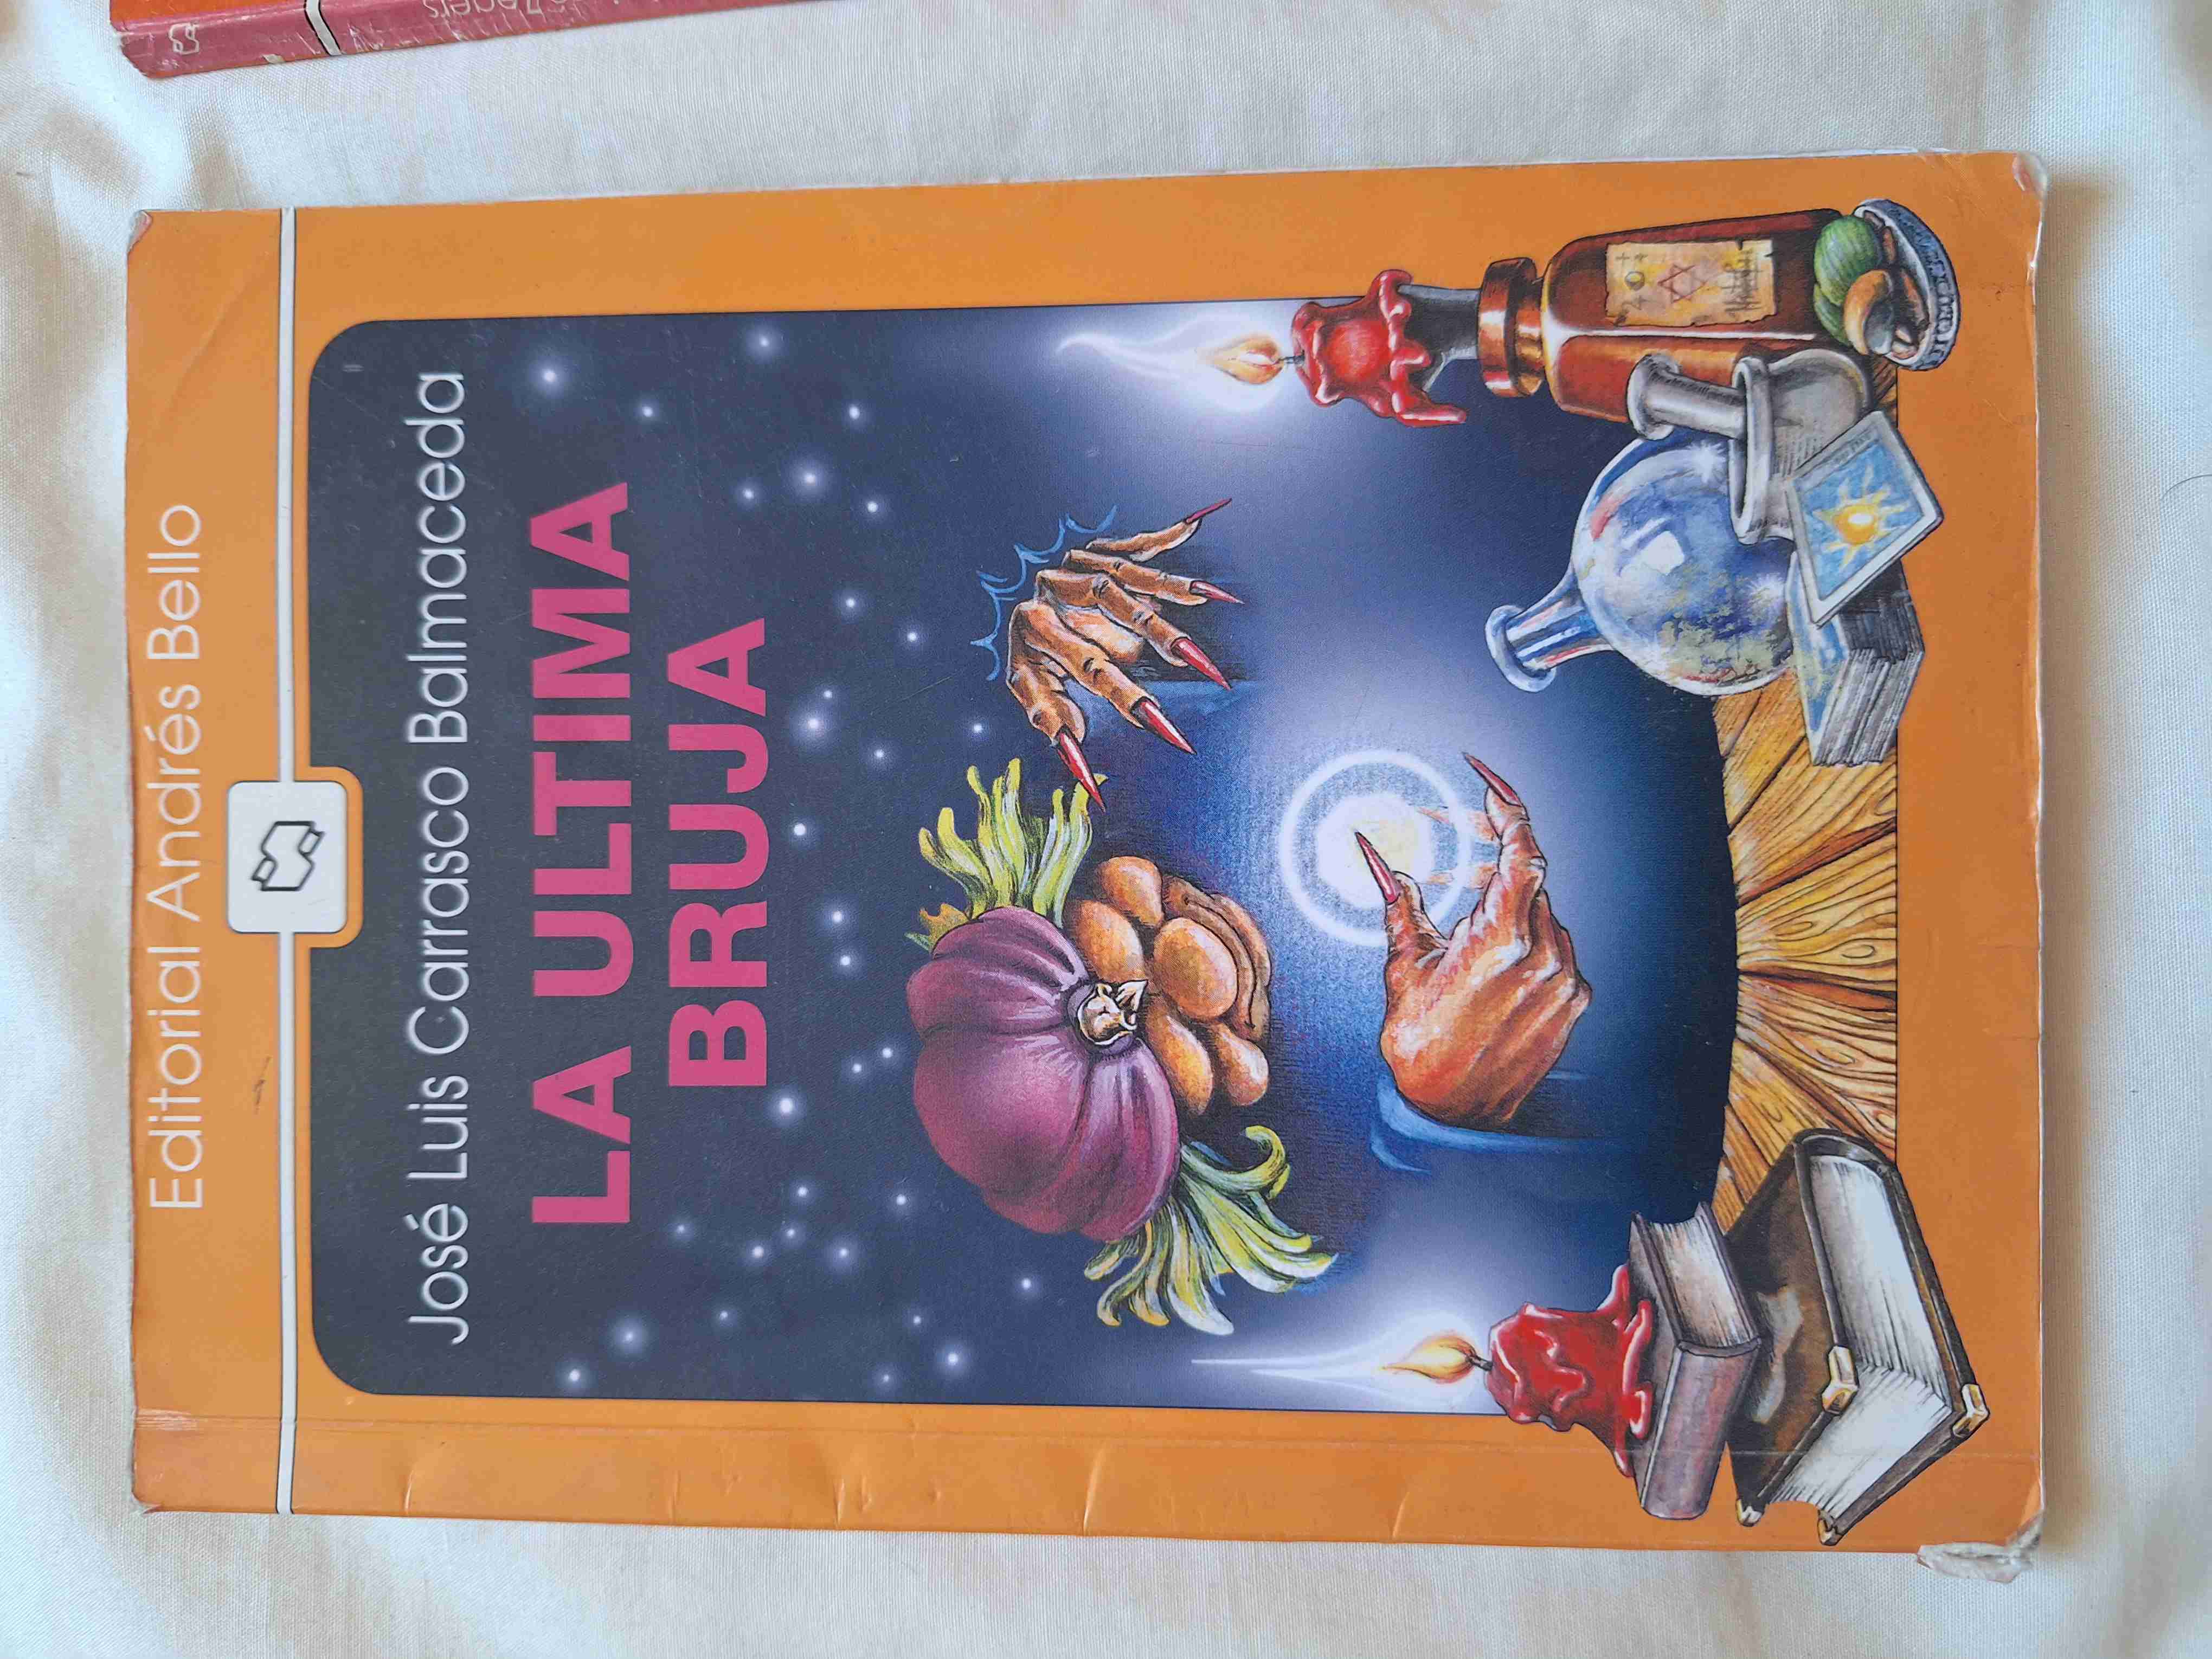 Editorial Andrés Bello
José Luis Carrasco Balmaceda
LA ULTIMA
BRUJA